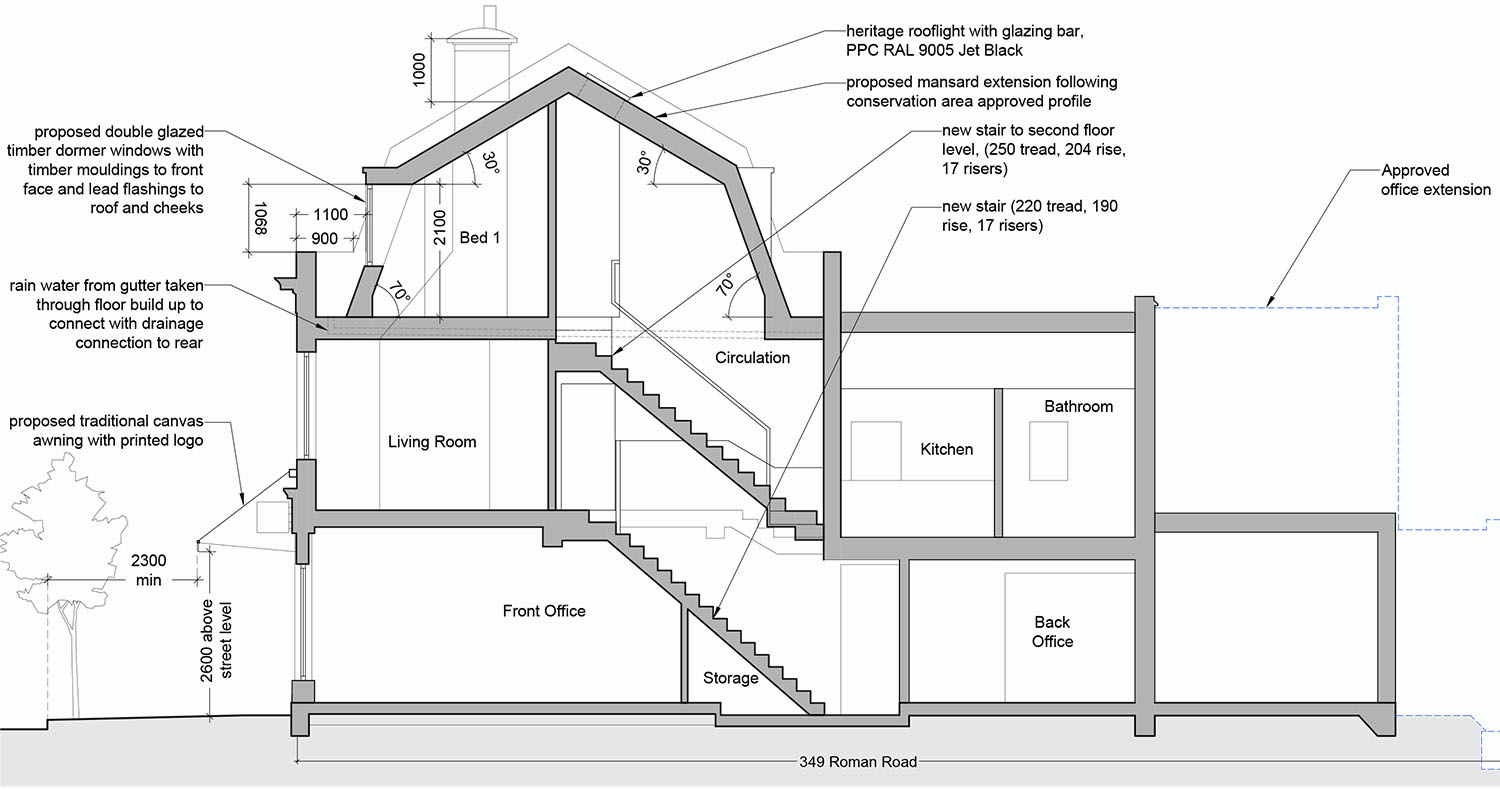 heritage rooflight with glazing bar,
PPC RAL 9005 Jet Black
proposed mansard extension following
conservation area approved profile
new stair to second floor
level, (250 tread, 204 rise,
17 risers)
new stair (220 tread, 190
rise, 17 risers)
Approved
office extension
proposed double glazed
timber dormer windows with
timber mouldings to front
face and lead flashings to
roof and cheeks
rain water from gutter taken
through floor build up to
connect with drainage
connection to rear
proposed traditional canvas
awning with printed logo
1000
30°
30°
1068
1100
900
2100
Bed 1
70°
70°
Circulation
Living Room
Kitchen
Bathroom
2300
min
2600 above
street level
Front Office
Storage
Back
Office
349 Roman Road